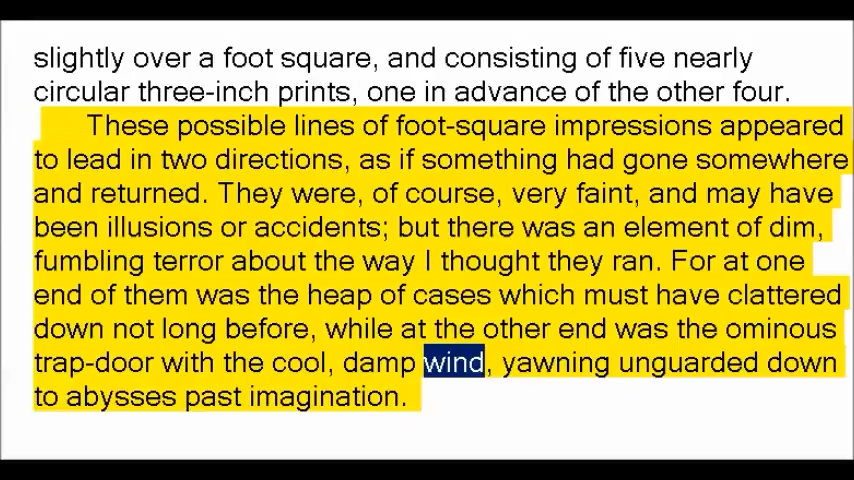 slightly over a foot square, and consisting of five nearly
circular three-inch prints, one in advance of the other four.
These possible lines of foot-square impressions appeared
to lead in two directions, as if something had gone somewhere
and returned. They were, of course, very faint, and may have
been illusions or accidents; but there was an element of dim,
fumbling terror about the way I thought they ran. For at one
end of them was the heap of cases which must have clattered
down not long before, while at the other end was the ominous
trap-door with the cool, damp wind, yawning unguarded down
to abysses past imagination.